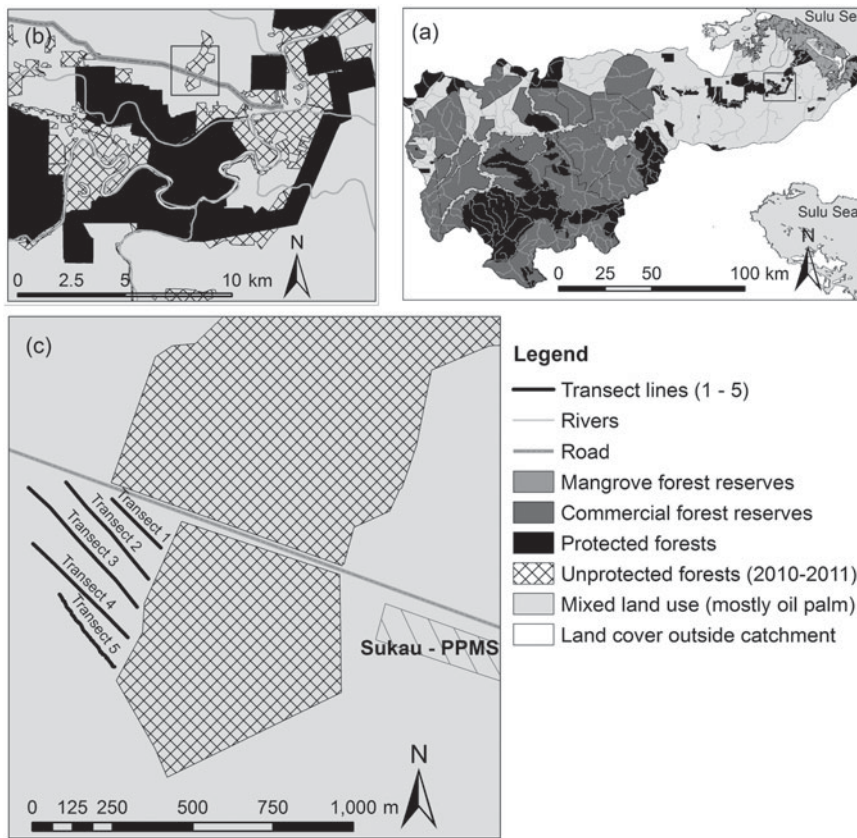 (b)
N
0 2.5 5 10 km
(a)
Sulu Sea
Sulu Sea
N
0 25 50 100 km
(c)
Transect 1
Transect 2
Transect 3
Transect 4
Transect 5
Sukau - PPMS
N
0 125 250 500 750 1,000 m
Legend
Transect lines (1 - 5)
Rivers
Road
Mangrove forest reserves
Commercial forest reserves
Protected forests
Unprotected forests (2010-2011)
Mixed land use (mostly oil palm)
Land cover outside catchment